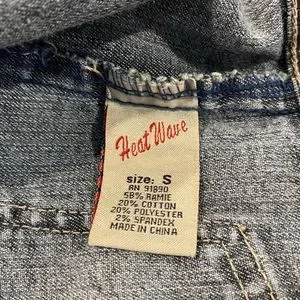 Heat Wave
size: S
RN 91890
58% RAMIE
20% COTTON
20% POLYESTER
2% SPANDEX
MADE IN CHINA